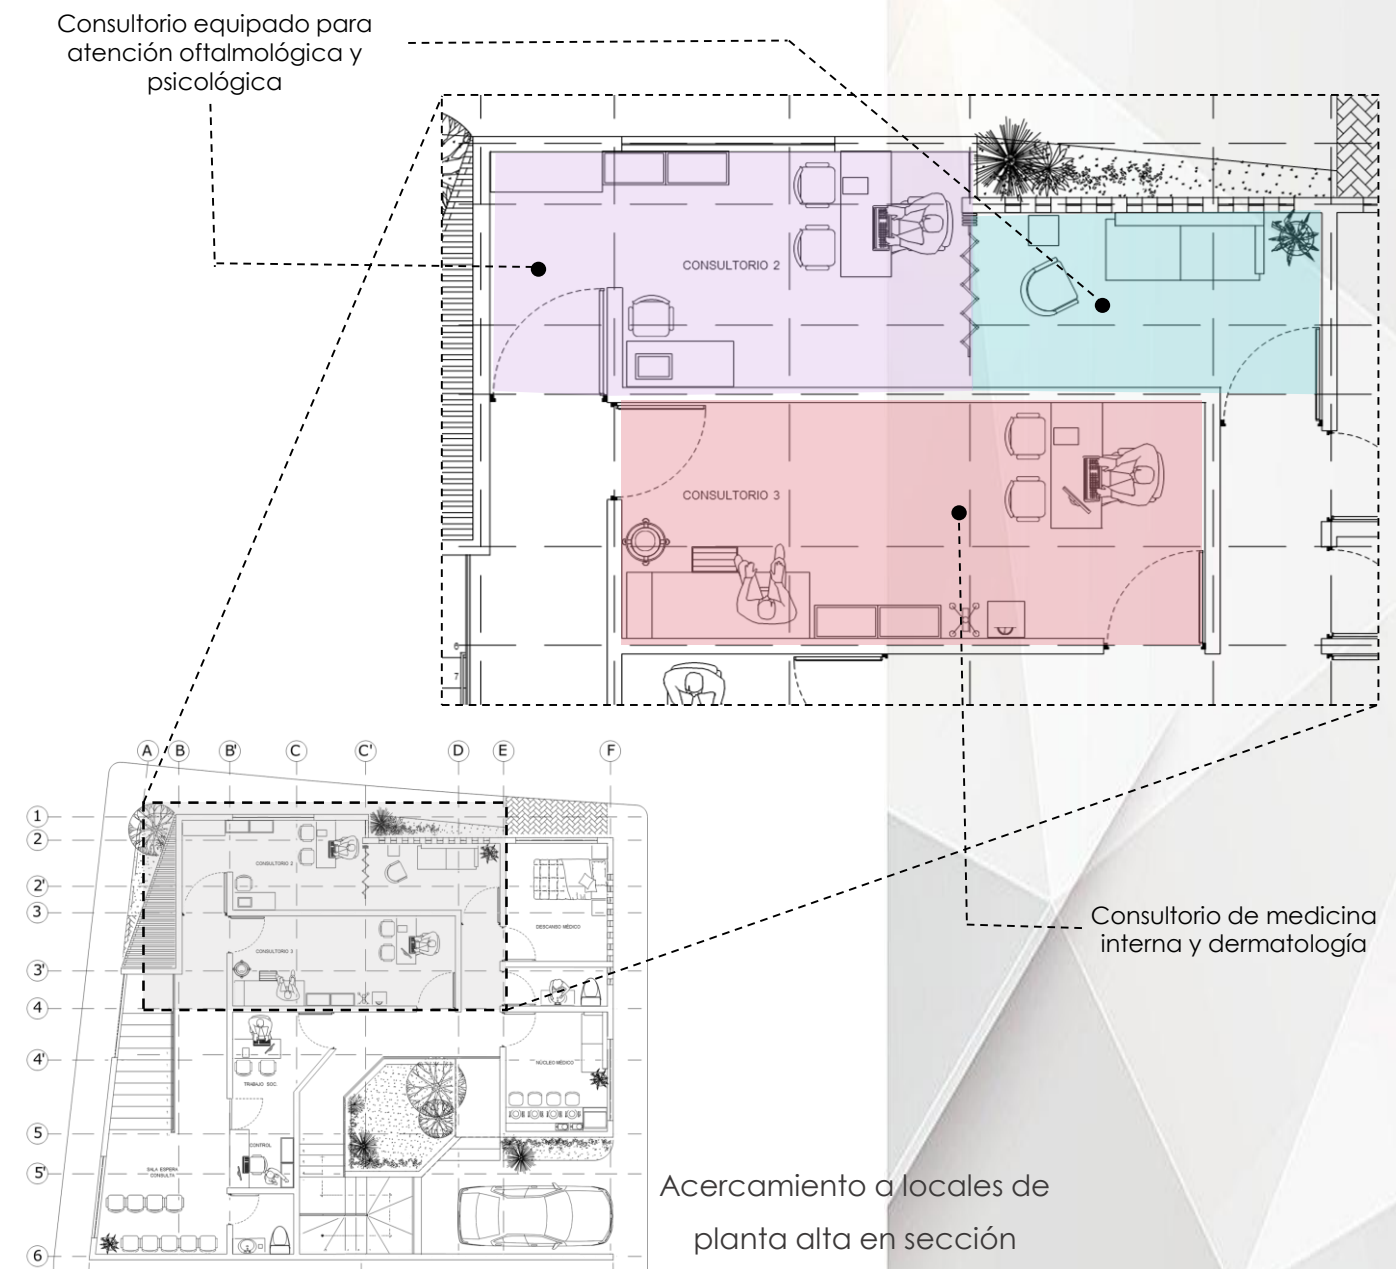 Consultorio equipado para
atención oftalmológica y
psicológica
CONSULTORIO 2
CONSULTORIO 3
6
7
A B B' C C' D E F
1
2
2'
3
3'
4
4'
5
5'
6
CONSULTORIO 2
DESCANSO MÉDICO
CONSULTORIO 3
NÚCLEO MÉDICO
TRABAJO SOC.
CONTROL
SALA ESPERA
CONSULTA
Consultorio de medicina
interna y dermatología
Acercamiento a locales de
planta alta en sección